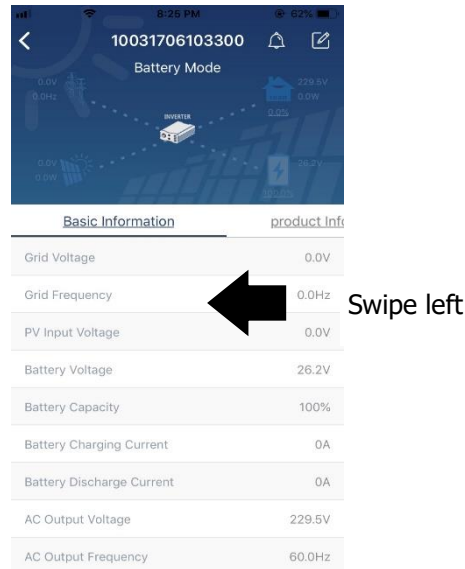 8:25 PM
62%
10031706103300
Battery Mode
0.0V
0.0Hz
229.5V
0.0W
0.0%
INVERTER
0.0V
0.0W
26.2V
100.0%
Basic Information
product Info
Grid Voltage 0.0V
Grid Frequency 0.0Hz
Swipe left
PV Input Voltage 0.0V
Battery Voltage 26.2V
Battery Capacity 100%
Battery Charging Current 0A
Battery Discharge Current 0A
AC Output Voltage 229.5V
AC Output Frequency 60.0Hz